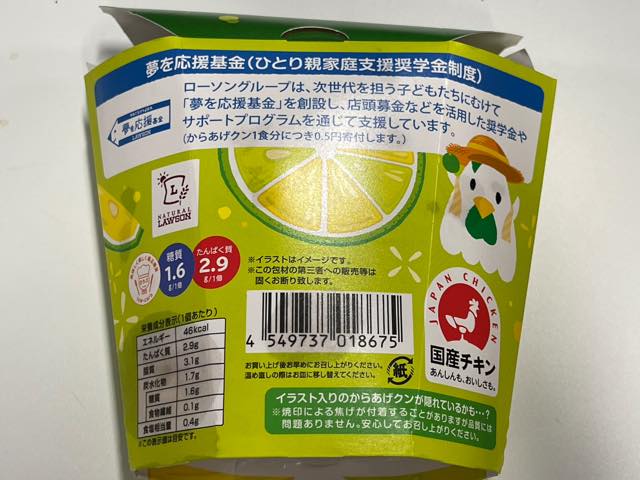 夢を応援基金(ひとり親家庭支援奨学金制度)
ローソングループは、次世代を担う子どもたちにむけて
「夢を応援基金」を創設し、店頭募金などを活用した奨学金や
サポートプログラムを通じて支援しています。
(からあげクン1食分につき0.5円寄付します。)
夢を応援基金
LAWSON
L
NATURAL
LAWSON
糖質
1.6
g/1個
たんぱく質
2.9
g/1個
※イラストはイメージです。
※この包材の第三者への販売等は
固くお断り致します。
JAPAN CHICKEN
国産チキン
あんしんも、おいしさも。
栄養成分表示(1個あたり)
エネルギー 46kcal
たんぱく質 2.9g
脂質 3.1g
炭水化物 1.7g
糖質 1.6g
食物繊維 0.1g
食塩相当量 0.4g
※この表示値は目安です。
4 549737 018675
お買い上げ後お早めにお召し上がりください。
温め直しの際はお皿に移し替えてください。
紙
イラスト入りのからあげクンが隠れているかも・・・?
※焼印による焦げが付着することがありますが品質には
問題ありません。安心してお召し上がりください。